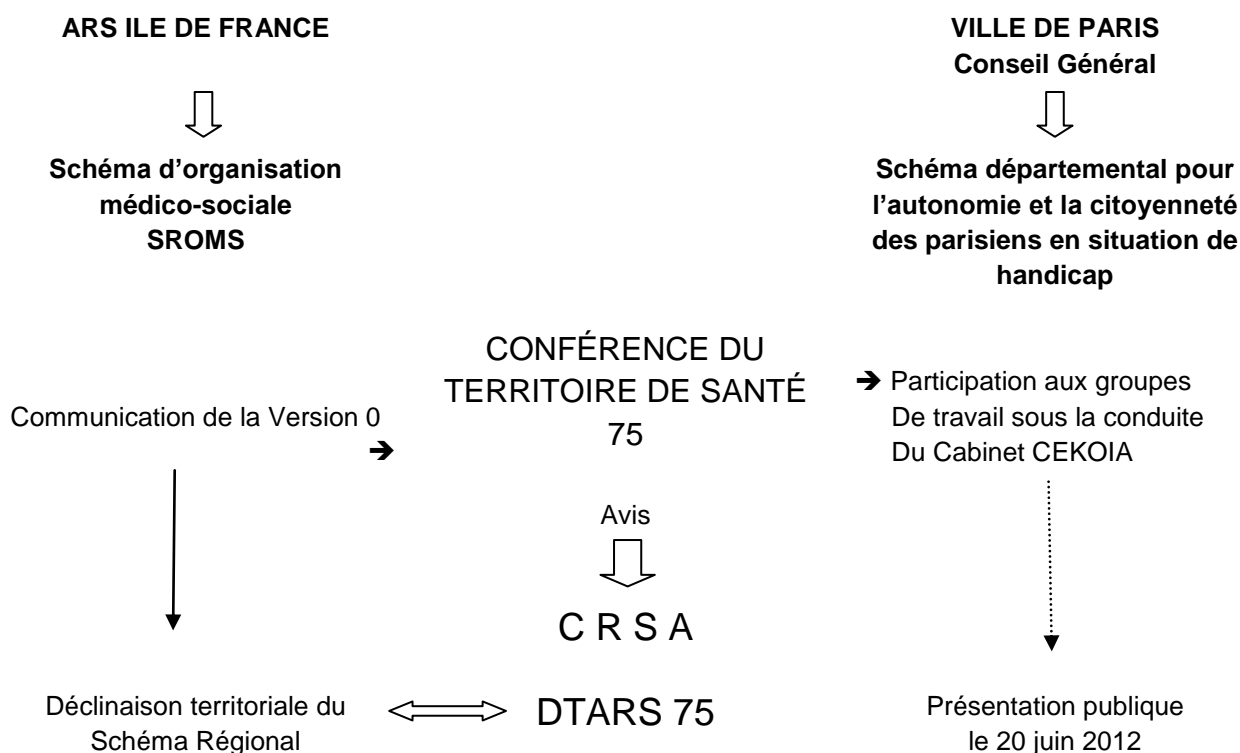 ARS ILE DE FRANCE
VILLE DE PARIS
Conseil Général
Schéma d’organisation
médico-sociale
SROMS
Schéma départemental pour
l’autonomie et la citoyenneté
des parisiens en situation de
handicap
CONFÉRENCE DU
TERRITOIRE DE SANTÉ
75
Communication de la Version 0
➔
➔ Participation aux groupes
De travail sous la conduite
Du Cabinet CEKOIA
Avis
C R S A
Déclinaison territoriale du
Schéma Régional
DTARS 75
Présentation publique
le 20 juin 2012